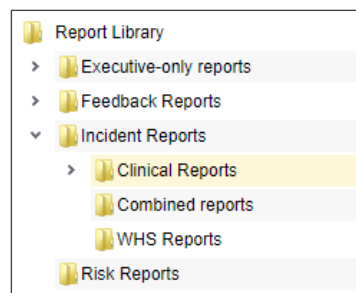 Report Library
Executive-only reports
Feedback Reports
Incident Reports
Clinical Reports
Combined reports
WHS Reports
Risk Reports